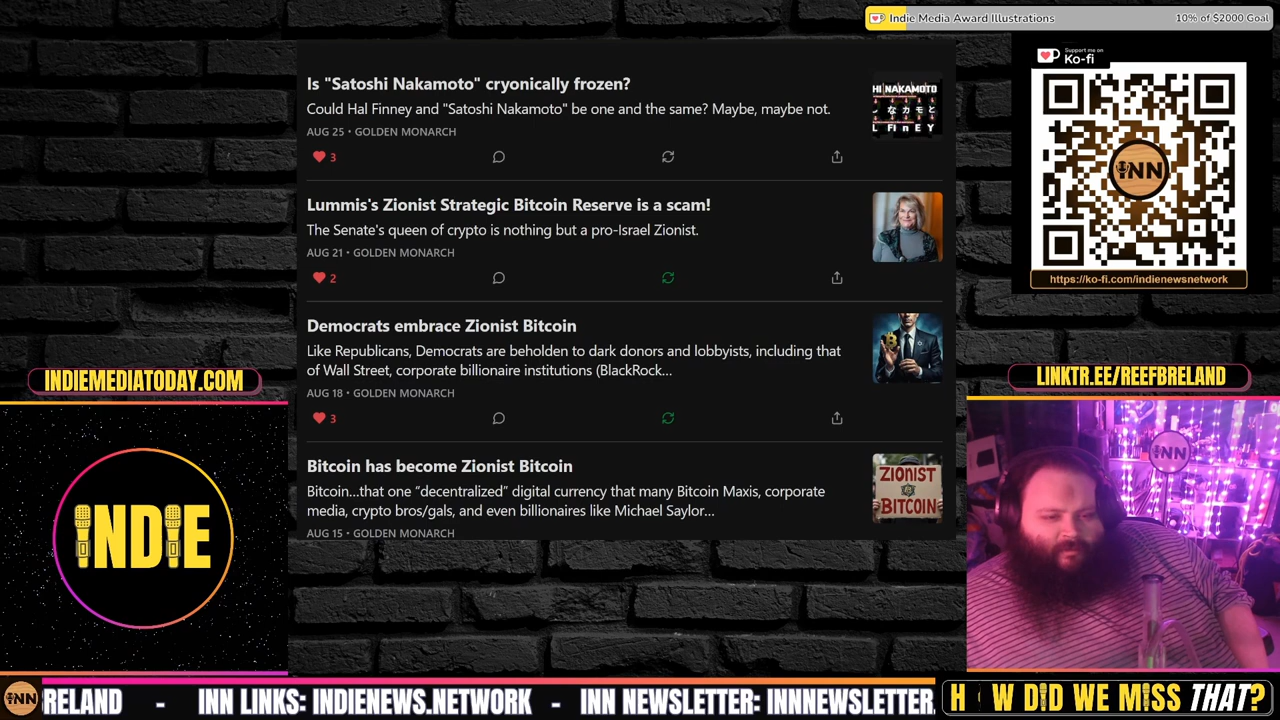 Indie Media Award Illustrations
10% of $2000 Goal
Support me on
Ko-fi
Is "Satoshi Nakamoto" cryonically frozen?
Could Hal Finney and "Satoshi Nakamoto" be one and the same? Maybe, maybe not.
AUG 25 • GOLDEN MONARCH
3
HI NAKAMOTO
L FInEY
Lummis's Zionist Strategic Bitcoin Reserve is a scam!
The Senate's queen of crypto is nothing but a pro-Israel Zionist.
AUG 21 • GOLDEN MONARCH
2
Democrats embrace Zionist Bitcoin
Like Republicans, Democrats are beholden to dark donors and lobbyists, including that
of Wall Street, corporate billionaire institutions (BlackRock...
AUG 18 • GOLDEN MONARCH
3
Bitcoin has become Zionist Bitcoin
Bitcoin...that one “decentralized” digital currency that many Bitcoin Maxis, corporate
media, crypto bros/gals, and even billionaires like Michael Saylor...
AUG 15 • GOLDEN MONARCH
ZIONIST
BITCOIN
INN
https://ko-fi.com/indienewsnetwork
INDIEMEDIATODAY.COM
LINKTR.EE/REEFBRELAND
INDIE
INN
INN
RELAND - INN LINKS: INDIENEWS.NETWORK - INN NEWSLETTER: INNNEWSLETTER.
H W DID WE MISS THAT?